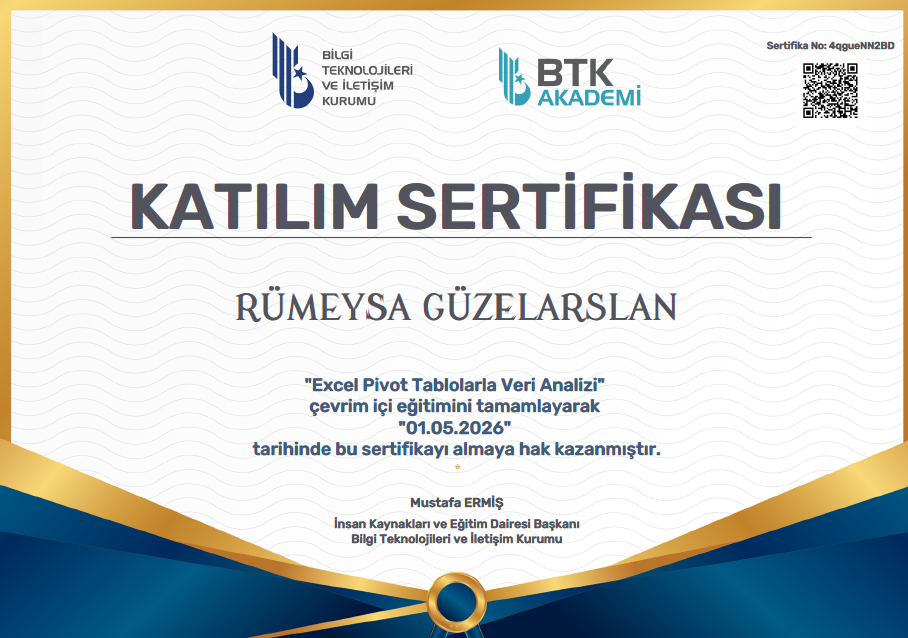 BİLGİ
TEKNOLOJİLERİ
VE İLETİŞİM
KURUMU
BTK
AKADEMİ
Sertifika No: 4qgueNN2BD
KATILIM SERTİFİKASI
RÜMEYSA GÜZELARSLAN
"Excel Pivot Tablolarla Veri Analizi"
çevrim içi eğitimini tamamlayarak
"01.05.2026"
tarihinde bu sertifikayı almaya hak kazanmıştır.
*
Mustafa ERMİŞ
İnsan Kaynakları ve Eğitim Dairesi Başkanı
Bilgi Teknolojileri ve İletişim Kurumu